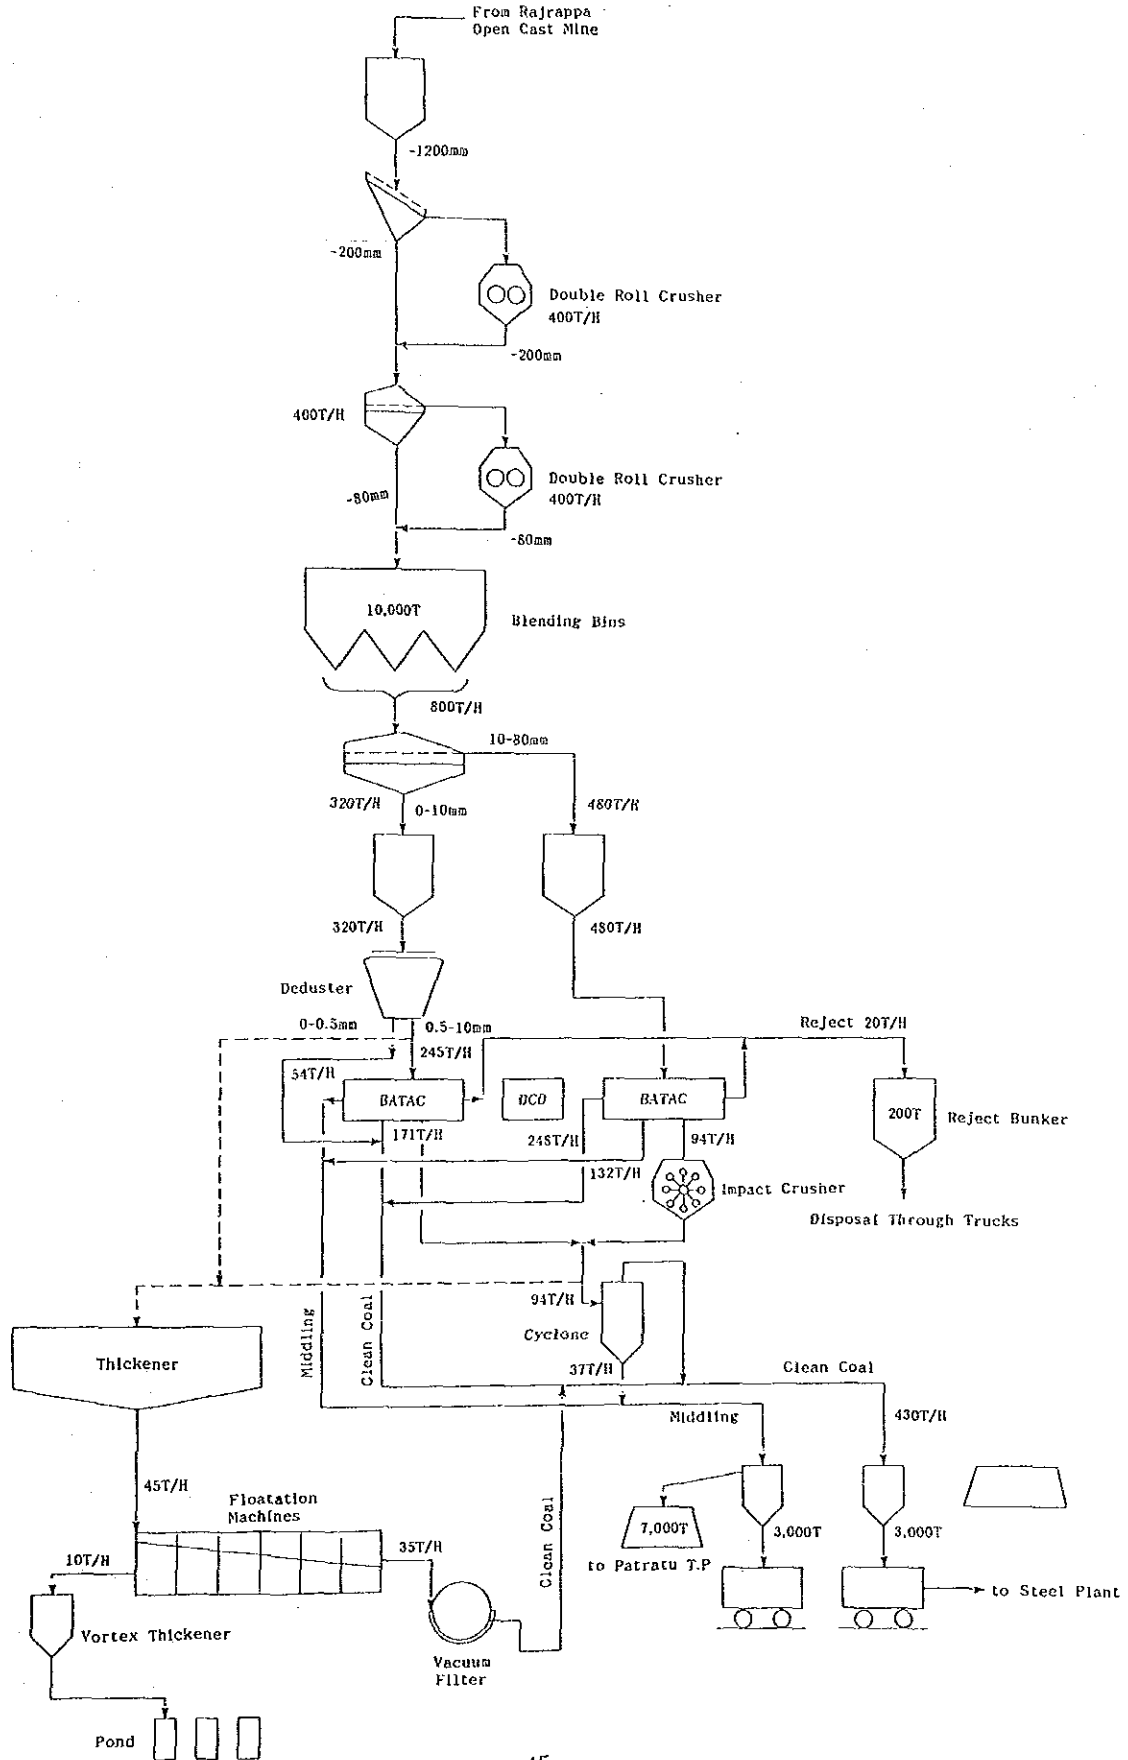 From Rajrappa
Open Cast Mine
-1200mm
-200mm
Double Roll Crusher
400T/H
-200mm
400T/H
Double Roll Crusher
400T/H
-80mm
-80mm
10,000T
Blending Bins
800T/H
10-80mm
320T/H
0-10mm
480T/H
320T/H
480T/H
Deduster
0-0.5mm
0.5-10mm
Reject 20T/H
245T/H
54T/H
BATAC
DCD
BATAC
200T
Reject Bunker
171T/H
248T/H
94T/H
132T/H
Impact Crusher
Disposal Through Trucks
94T/H
Cyclone
Middling
Clean Coal
Thickener
37T/H
Clean Coal
Middling
430T/H
45T/H
Floatation
Machines
7,000T
3,000T
3,000T
10T/H
35T/H
Clean Coal
to Patratu T.P
to Steel Plant
Vortex Thickener
Vacuum
Filter
Pond